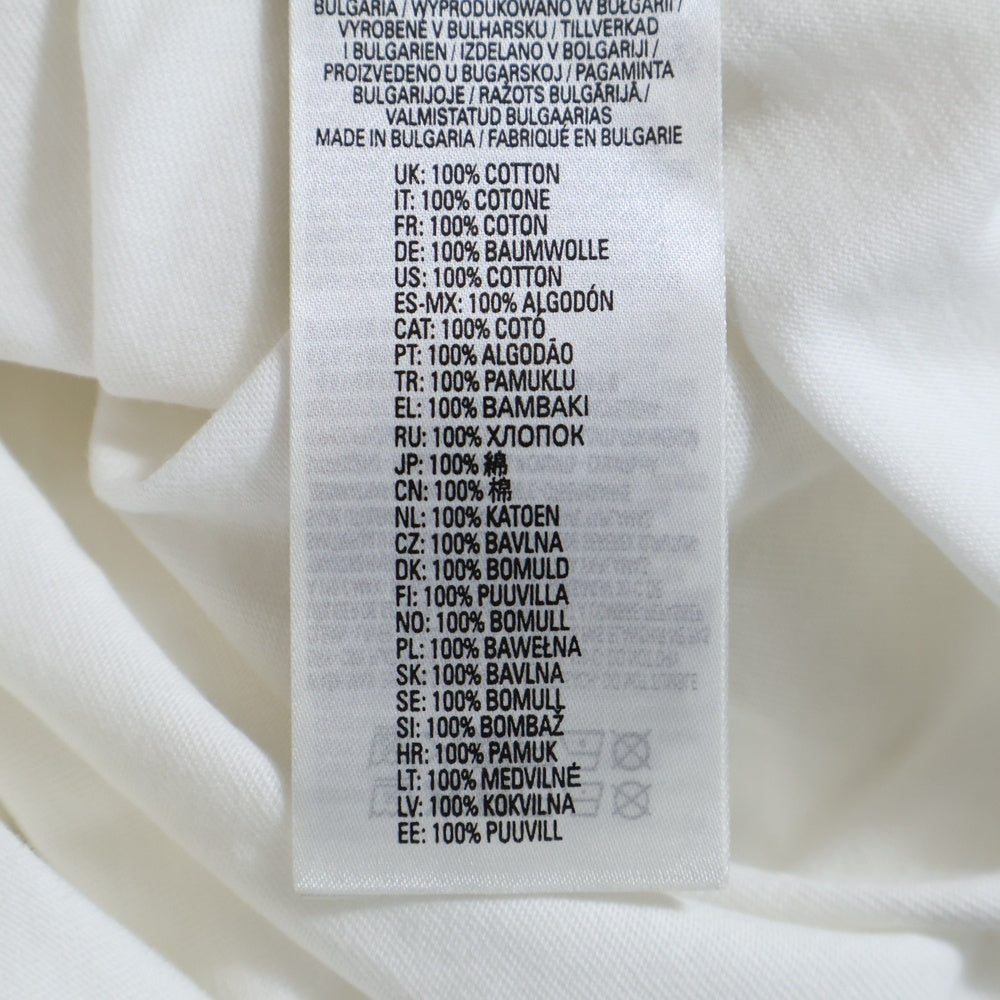 BULGARIA / WYPRODUKOWANO W BUŁGARII /
VYROBENÉ V BULHARSKU / TILLVERKAD
I BULGARIEN / IZDELANO V BOLGARIJI /
PROIZVEDENO U BUGARSKOJ / PAGAMINTA
BULGARIJOJE / RAŽOTS BULGĀRIJĀ /
VALMISTATUD BULGAARIAS
MADE IN BULGARIA / FABRIQUÉ EN BULGARIE
UK: 100% COTTON
IT: 100% COTONE
FR: 100% COTON
DE: 100% BAUMWOLLE
US: 100% COTTON
ES-MX: 100% ALGODÓN
CAT: 100% COTÓ
PT: 100% ALGODÃO
TR: 100% PAMUKLU
EL: 100% ΒΑΜΒΑΚΙ
RU: 100% ХЛОПОК
JP: 100% 綿
CN: 100% 棉
NL: 100% KATOEN
CZ: 100% BAVLNA
DK: 100% BOMULD
FI: 100% PUUVILLA
NO: 100% BOMULL
PL: 100% BAWEŁNA
SK: 100% BAVLNA
SE: 100% BOMULL
SI: 100% BOMBAŽ
HR: 100% PAMUK
LT: 100% MEDVILNĖ
LV: 100% KOKVILNA
EE: 100% PUUVILL